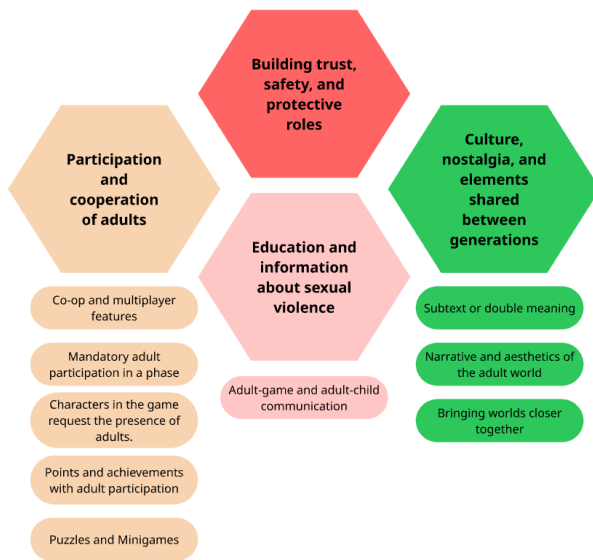 Building trust,
safety, and
protective
roles
Participation
and
cooperation
of adults
Culture,
nostalgia, and
elements
shared
between
generations
Education and
information
about sexual
violence
Co-op and multiplayer
features
Mandatory adult
participation in a phase
Characters in the game
request the presence of
adults.
Points and achievements
with adult participation
Puzzles and Minigames
Adult-game and adult-child
communication
Subtext or double meaning
Narrative and aesthetics of
the adult world
Bringing worlds closer
together